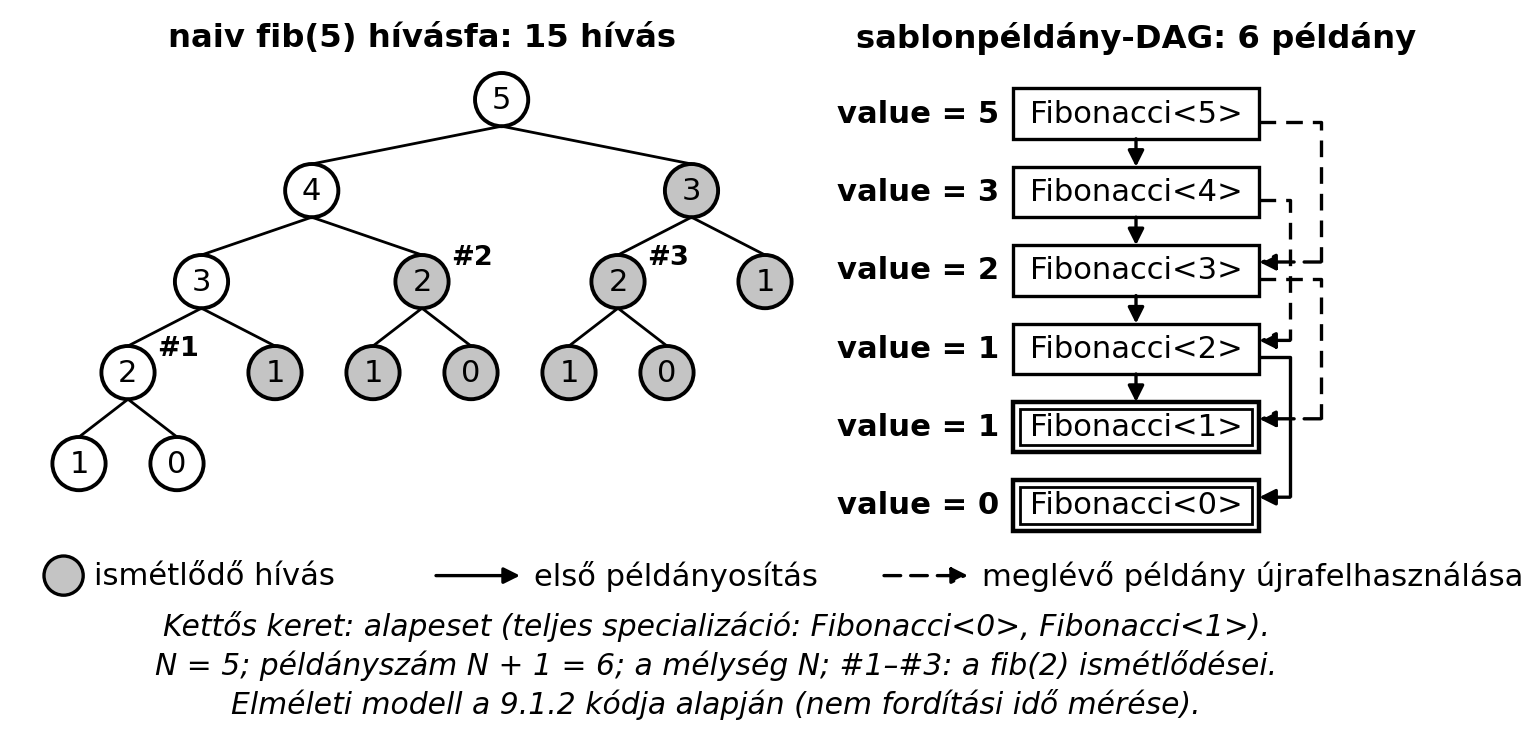 naiv fib(5) hívásfa: 15 hívás
5
4
3
3
2
#2
2
#3
1
2
#1
1
1
0
1
0
1
0
sablonpéldány-DAG: 6 példány
value = 5 Fibonacci<5>
value = 3 Fibonacci<4>
value = 2 Fibonacci<3>
value = 1 Fibonacci<2>
value = 1 Fibonacci<1>
value = 0 Fibonacci<0>
ismétlődő hívás
első példányosítás
meglévő példány újrafelhasználása
Kettős keret: alapeset (teljes specializáció: Fibonacci<0>, Fibonacci<1>).
N = 5; példányszám N + 1 = 6; a mélység N; #1–#3: a fib(2) ismétlődései.
Elméleti modell a 9.1.2 kódja alapján (nem fordítási idő mérése).